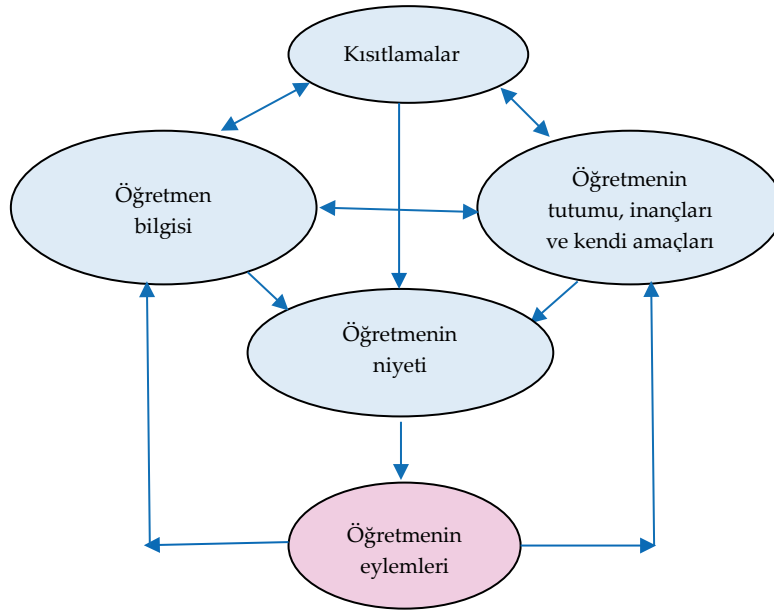 Kısıtlamalar
Öğretmen
bilgisi
Öğretmenin
tutumu, inançları
ve kendi amaçları
Öğretmenin
niyeti
Öğretmenin
eylemleri